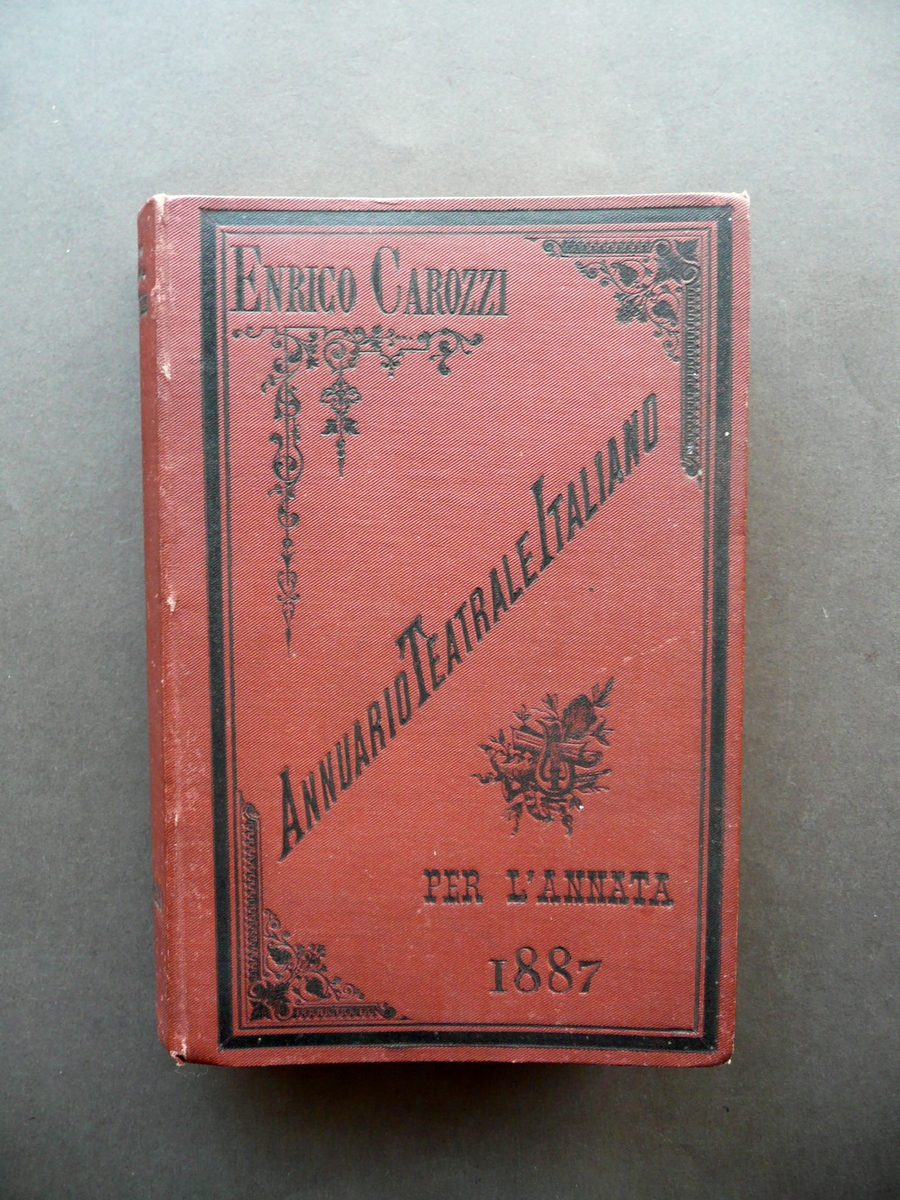 ENRICO CAROZZI
ANNUARIO TEATRALE ITALIANO
PER L'ANNATA
1887